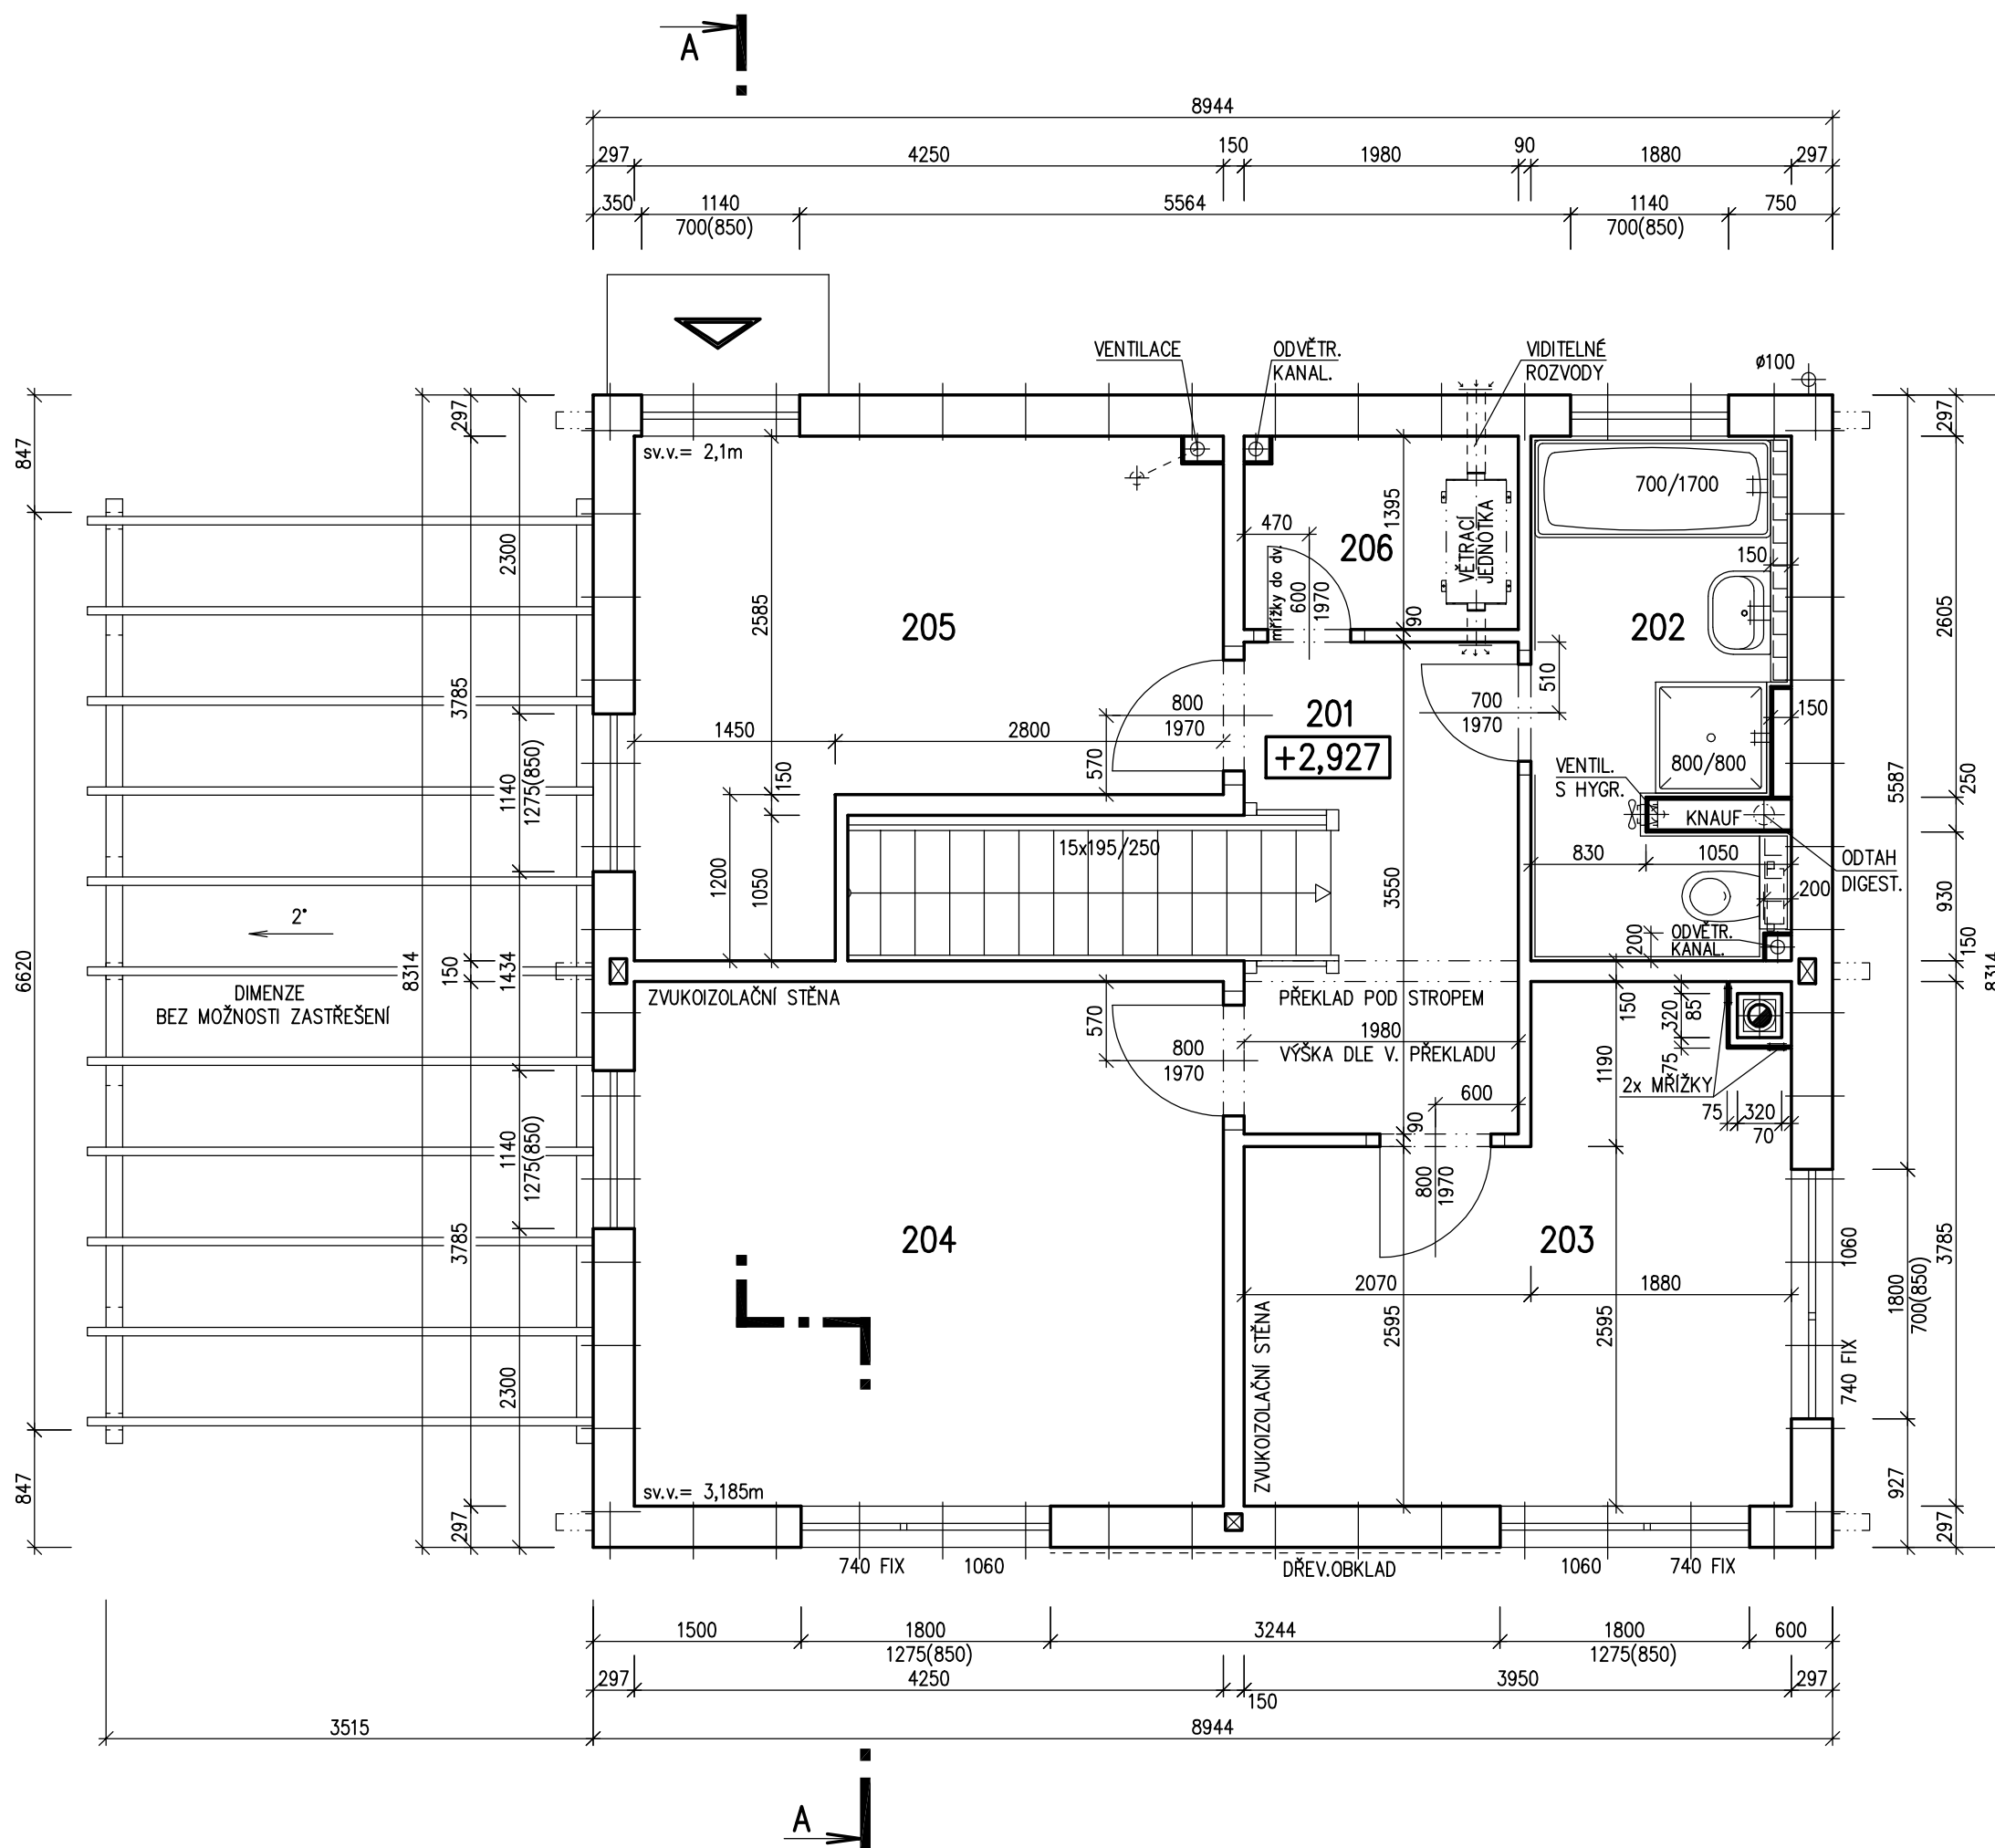 A
8944
297 4250 150 1980 90 1880 297
350 1140 5564 1140 750
700(850) 700(850)
VENTILACE
ODVĚTR.
KANAL.
VIDITELNÉ
ROZVODY
ø100
847
6620
847
8314
297
3785
150
3785
297
2300
1140
1275(850)
1434
1140
1275(850)
2300
2°
DIMENZE
BEZ MOŽNOSTI ZASTŘEŠENÍ
sv.v.= 2,1m
205
2585
1450 2800
150
1200
1050
570
800
1970
15x195/250
ZVUKOIZOLAČNÍ STĚNA
1395
470
206
mřížky do dv.
600
1970
90
VĚTRACÍ
JEDNOTKA
201
+2,927
700
1970
510
3550
700/1700
150
202
150
800/800
VENTIL.
S HYGR.
KNAUF
830 1050
200
ODVĚTR.
KANAL.
200
ODTAH
DIGEST.
PŘEKLAD POD STROPEM
1980
VÝŠKA DLE V. PŘEKLADU
570
800
1970
600
90
800
1970
150
1190
320
85
75
2x MŘÍŽKY
75 320
70
204
203
2070 1880
2595
2595
ZVUKOIZOLAČNÍ STĚNA
sv.v.= 3,185m
740 FIX 1060
DŘEV.OBKLAD
1060 740 FIX
1060
740 FIX
5587
1800
700(850)
927
297
2605
250
930
150
3785
297
8314
1500 1800 3244 1800 600
1275(850) 1275(850)
297 4250 150 3950 297
3515 8944
A